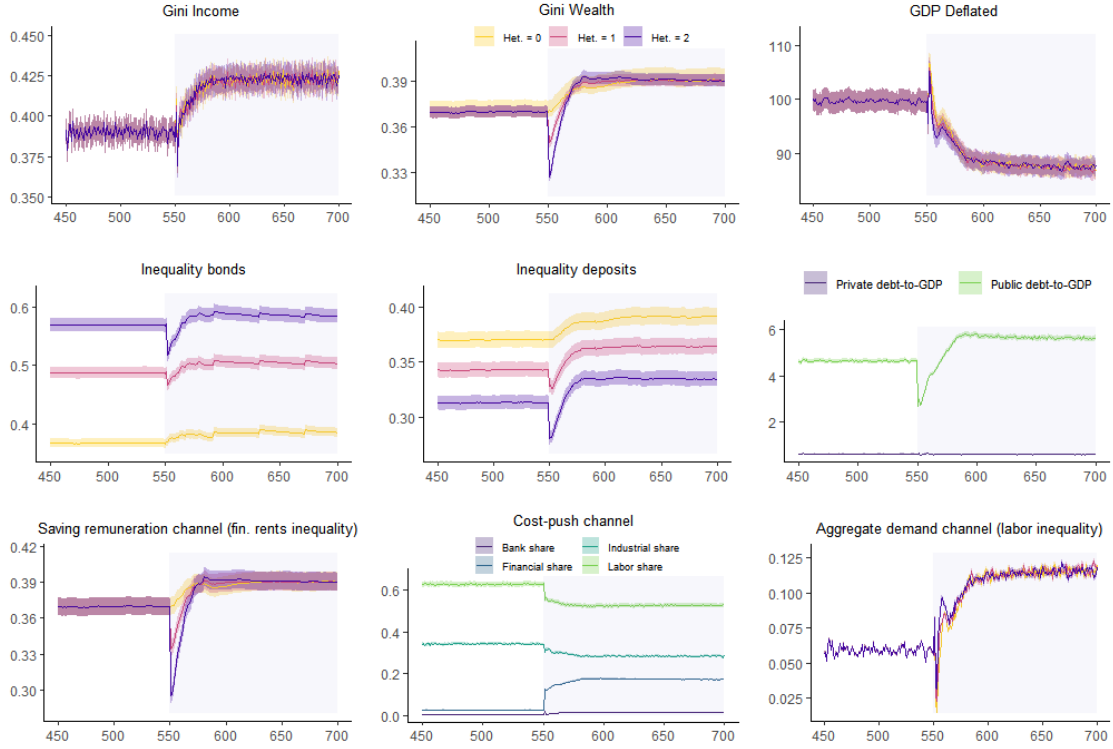 Gini Income
0.450
0.425
0.400
0.375
0.350
450 500 550 600 650 700
Gini Wealth
Het. = 0 Het. = 1 Het. = 2
0.39
0.36
0.33
450 500 550 600 650 700
GDP Deflated
110
100
90
450 500 550 600 650 700
Inequality bonds
0.6
0.5
0.4
450 500 550 600 650 700
Inequality deposits
0.40
0.35
0.30
450 500 550 600 650 700
Private debt-to-GDP Public debt-to-GDP
6
4
2
450 500 550 600 650 700
Saving remuneration channel (fin. rents inequality)
0.42
0.39
0.36
0.33
0.30
450 500 550 600 650 700
Cost-push channel
Bank share Industrial share
Financial share Labor share
0.6
0.4
0.2
0.0
450 500 550 600 650 700
Aggregate demand channel (labor inequality)
0.125
0.100
0.075
0.050
0.025
450 500 550 600 650 700